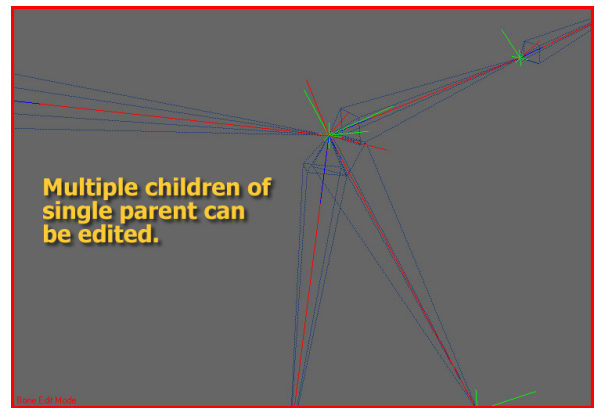 Multiple children of
single parent can
be edited.
Bone Edit Mode